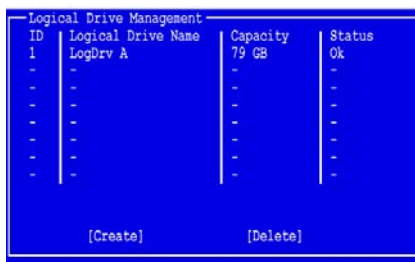 Logical Drive Management
ID Logical Drive Name Capacity Status
1 LogDrv A 79 GB Ok
- - - -
- - - -
- - - -
- - - -
- - - -
- - - -
- - - -
[Create] [Delete]